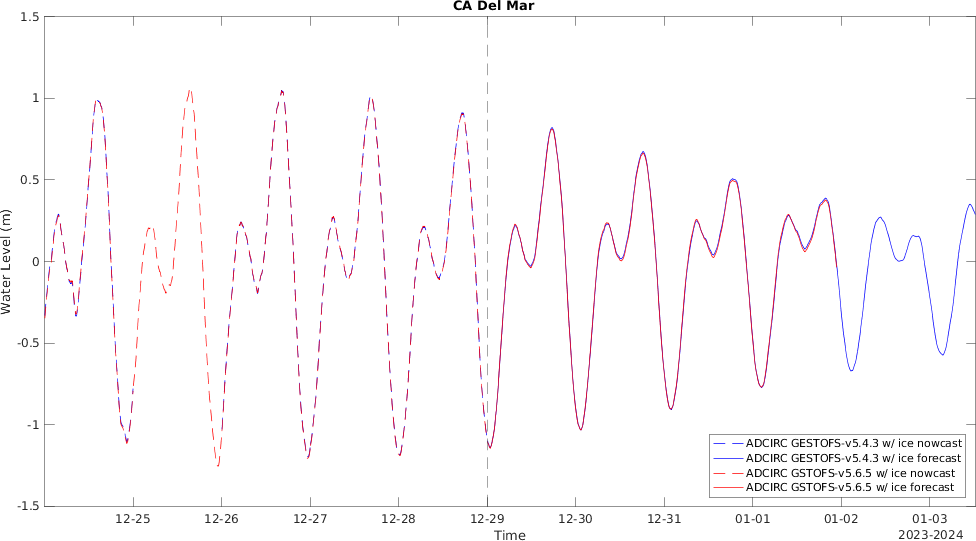 CA Del Mar
1.5
1
0.5
0
-0.5
-1
-1.5
Water Level (m)
12-25 12-26 12-27 12-28 12-29 12-30 12-31 01-01 01-02 01-03
Time
2023-2024
ADCIRC GESTOFS-v5.4.3 w/ ice nowcast
ADCIRC GESTOFS-v5.4.3 w/ ice forecast
ADCIRC GSTOFS-v5.6.5 w/ ice nowcast
ADCIRC GSTOFS-v5.6.5 w/ ice forecast